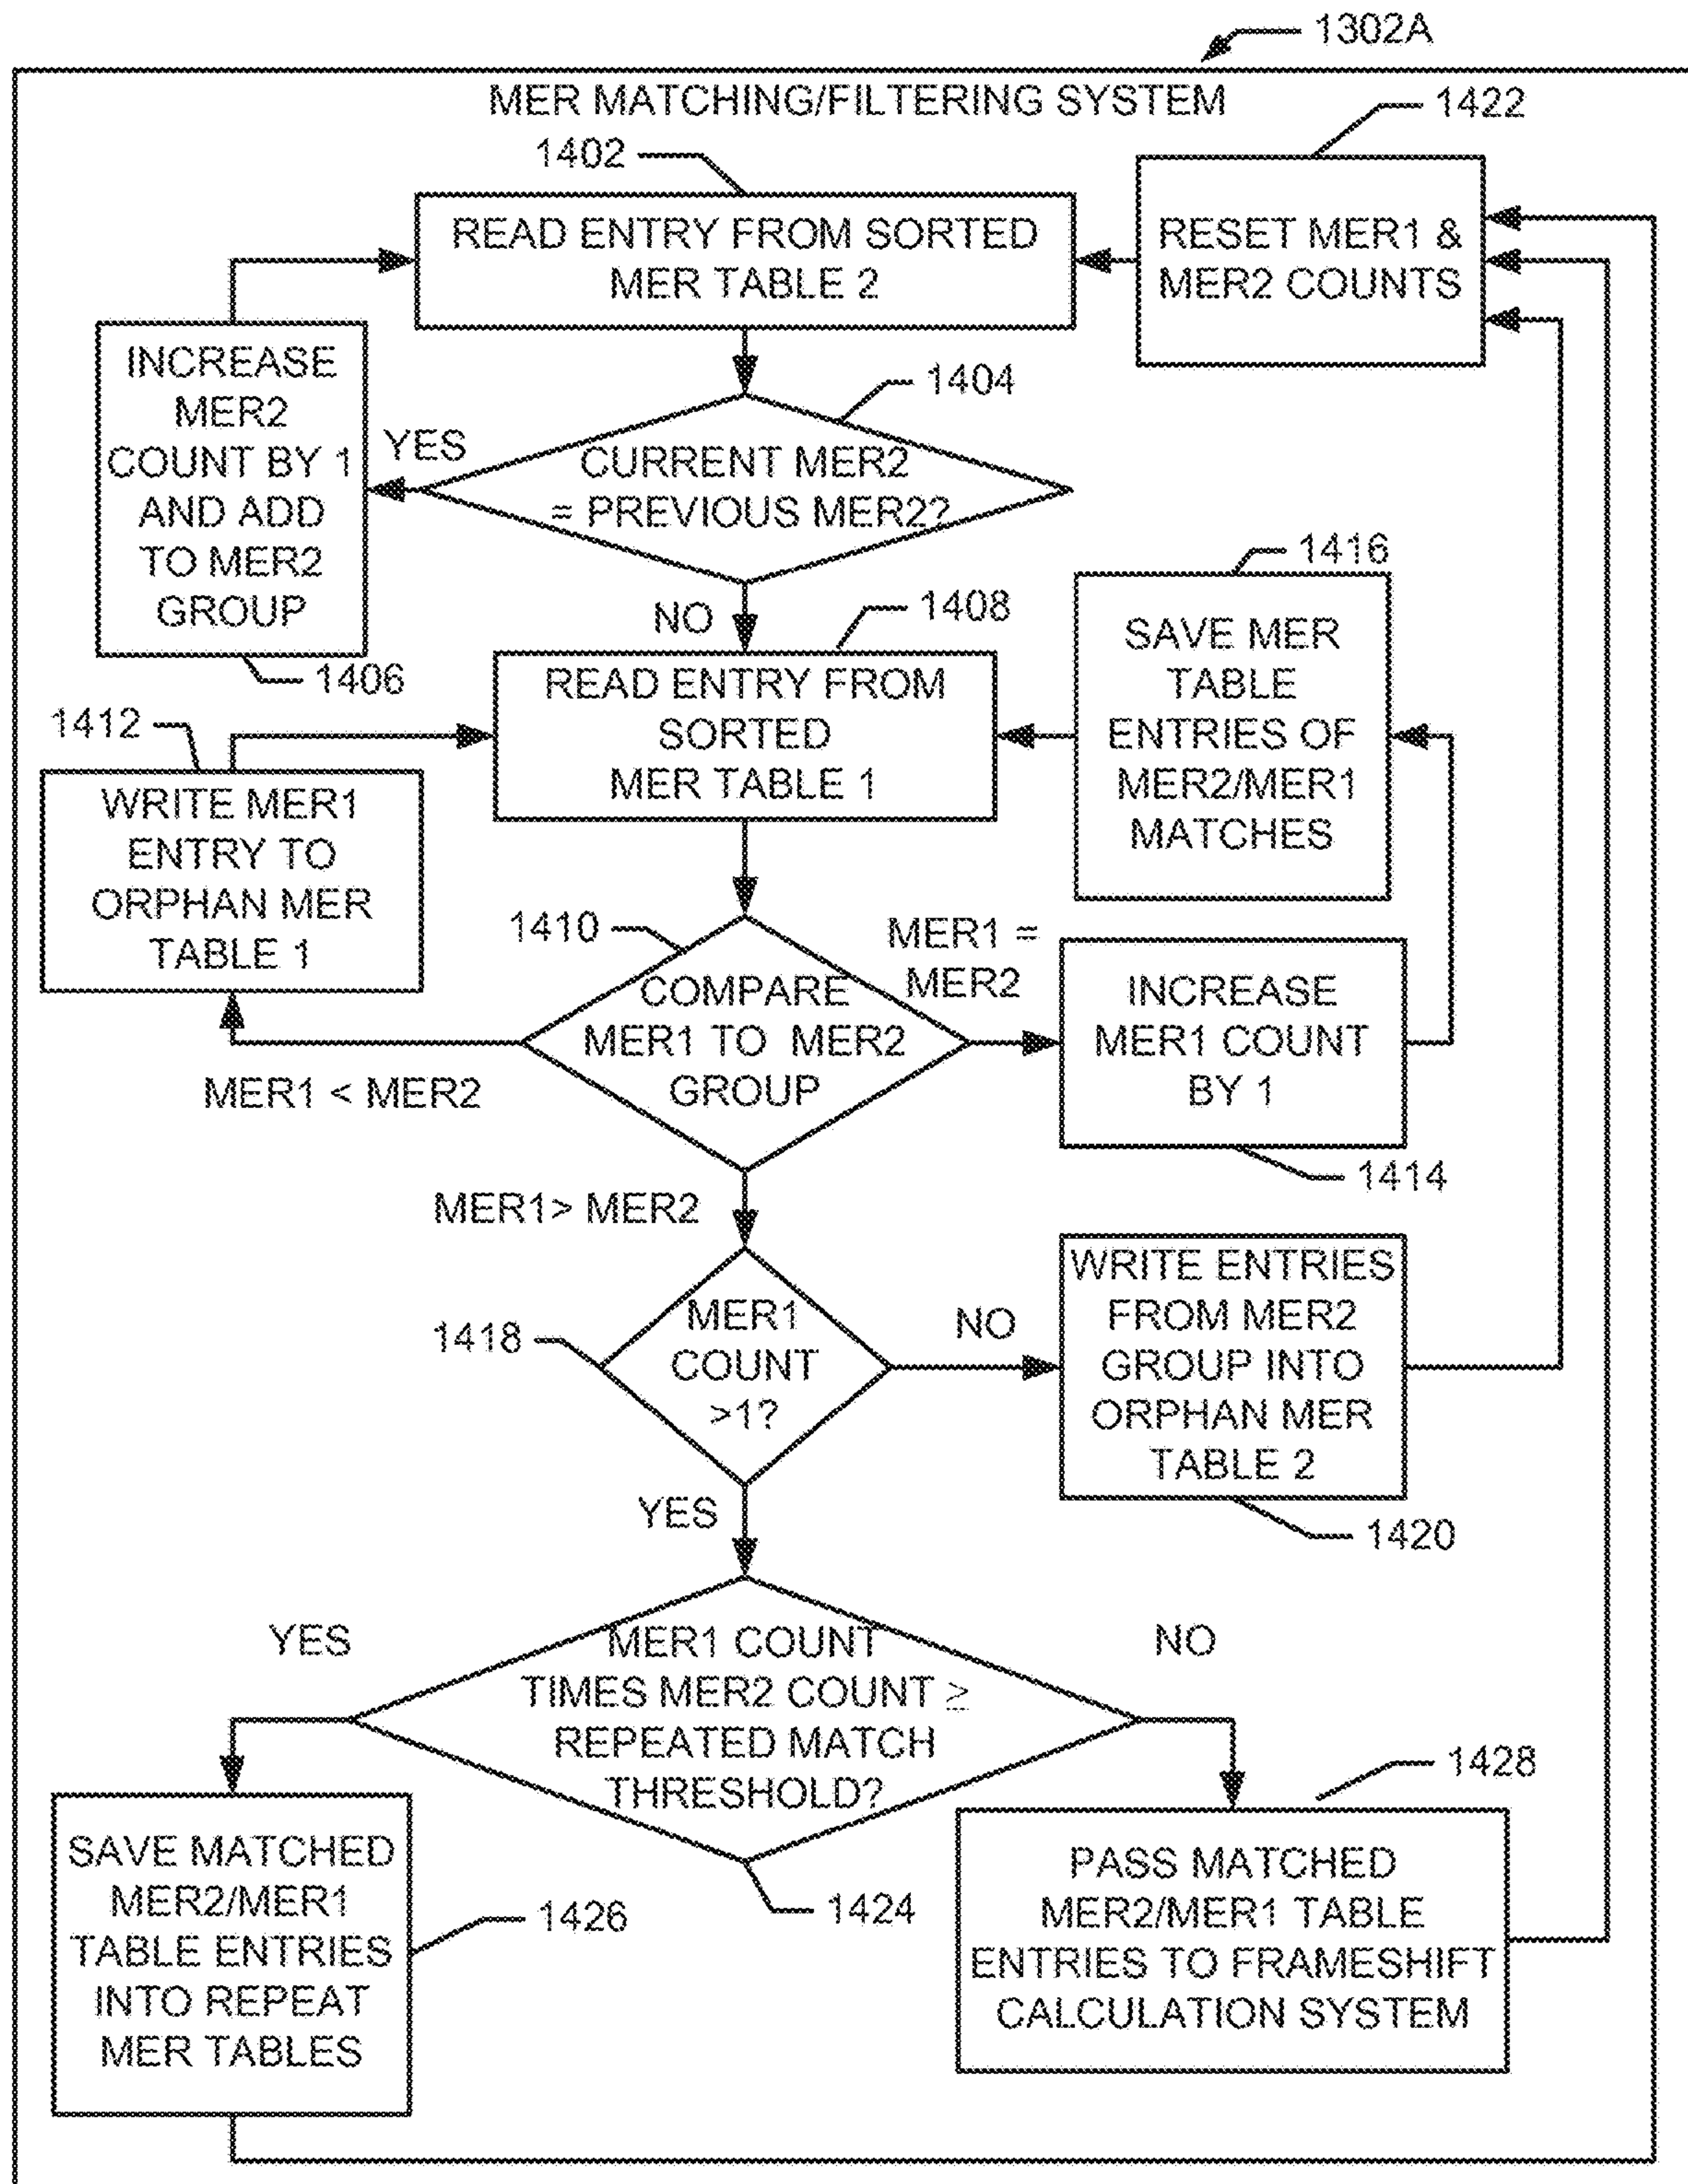 1302A
MER MATCHING/FILTERING SYSTEM
1422
1402
READ ENTRY FROM SORTED
MER TABLE 2
RESET MER1 &
MER2 COUNTS
INCREASE
MER2
COUNT BY 1
AND ADD
TO MER2
GROUP
1406
YES
1404
CURRENT MER2
= PREVIOUS MER2?
NO
1408
READ ENTRY FROM
SORTED
MER TABLE 1
1416
SAVE MER
TABLE
ENTRIES OF
MER2/MER1
MATCHES
1412
WRITE MER1
ENTRY TO
ORPHAN MER
TABLE 1
1410
COMPARE
MER1 TO MER2
GROUP
MER1 =
MER2
INCREASE
MER1 COUNT
BY 1
1414
MER1 < MER2
MER1> MER2
1418
MER1
COUNT
>1?
NO
WRITE ENTRIES
FROM MER2
GROUP INTO
ORPHAN MER
TABLE 2
1420
YES
YES
MER1 COUNT
TIMES MER2 COUNT ≥
REPEATED MATCH
THRESHOLD?
NO
1424
SAVE MATCHED
MER2/MER1
TABLE ENTRIES
INTO REPEAT
MER TABLES
1426
1428
PASS MATCHED
MER2/MER1 TABLE
ENTRIES TO FRAMESHIFT
CALCULATION SYSTEM